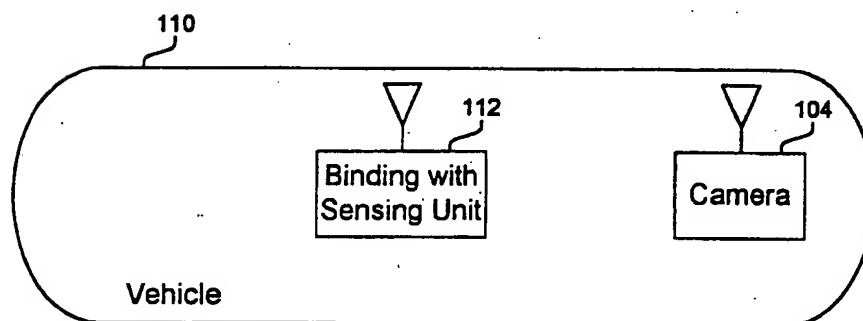 110
112
104
Binding with
Sensing Unit
Camera
Vehicle